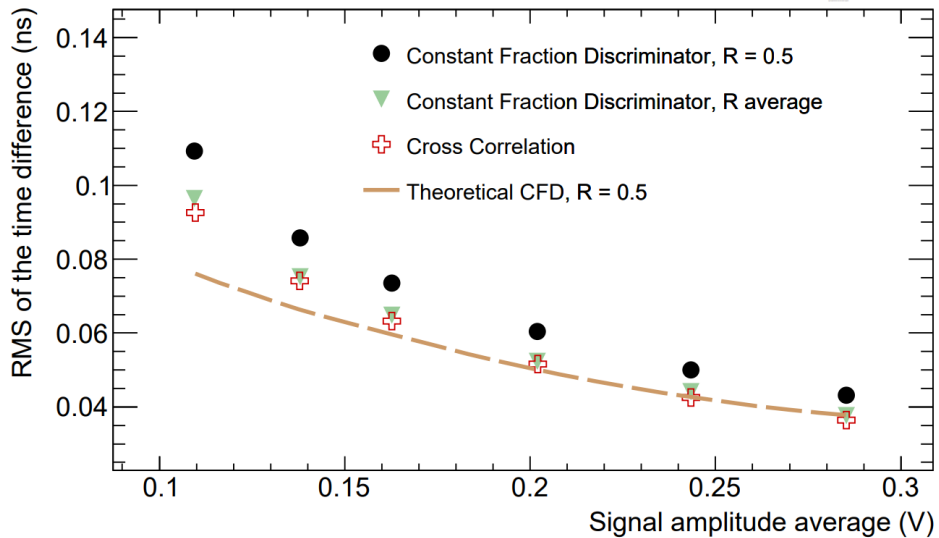 RMS of the time difference (ns)
0.14
0.12
0.1
0.08
0.06
0.04
Constant Fraction Discriminator, R = 0.5
Constant Fraction Discriminator, R average
Cross Correlation
Theoretical CFD, R = 0.5
0.1 0.15 0.2 0.25 0.3
Signal amplitude average (V)